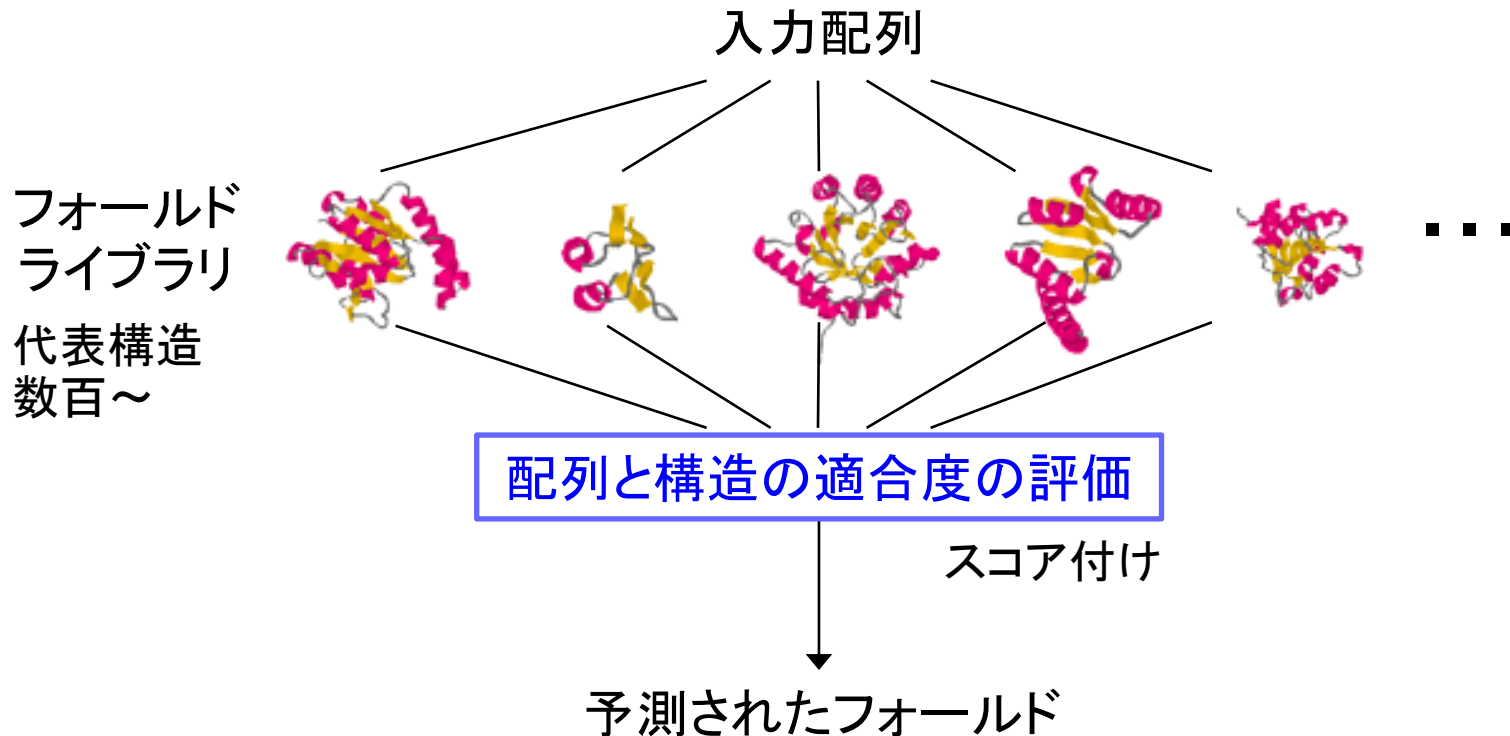 入力配列
フォールド
ライブラリ
代表構造
数百～
・・・
配列と構造の適合度の評価
スコア付け
予測されたフォールド